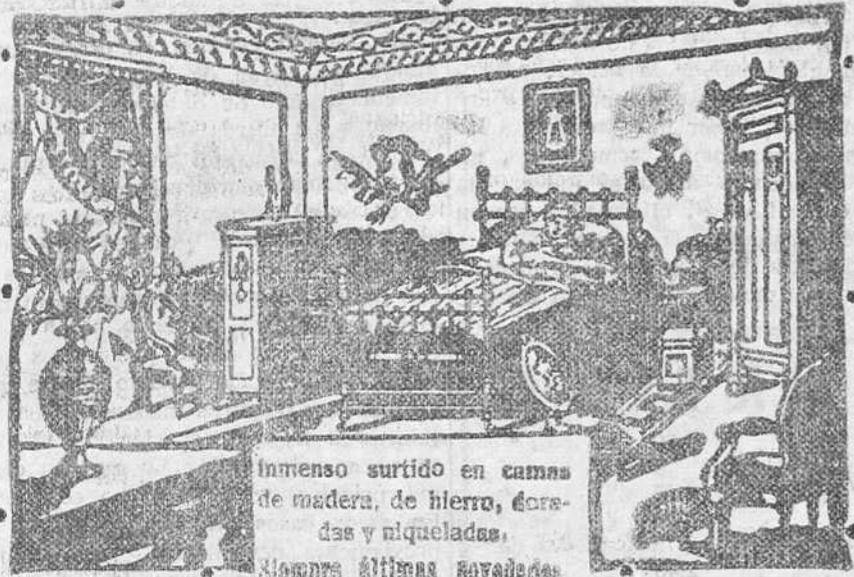 Inmenso surtido en camas
de madera, de hierro, dora-
das y niqueladas.
Siempre últimas novedades